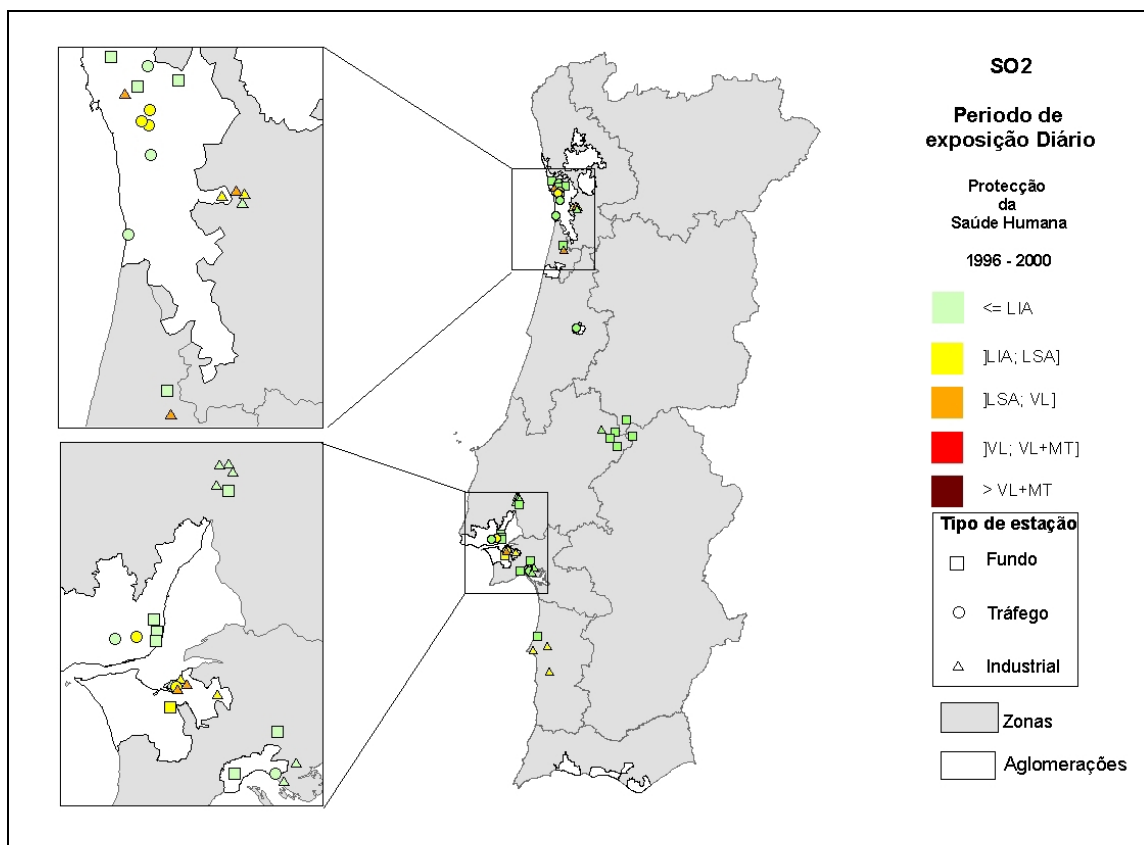 SO2
Periodo de
exposição Diário
Protecção
da
Saúde Humana
1996 - 2000
<= LIA
]LIA; LSA]
]LSA; VL]
]VL; VL+MT]
> VL+MT
Tipo de estação
Fundo
Tráfego
Industrial
Zonas
Aglomerações